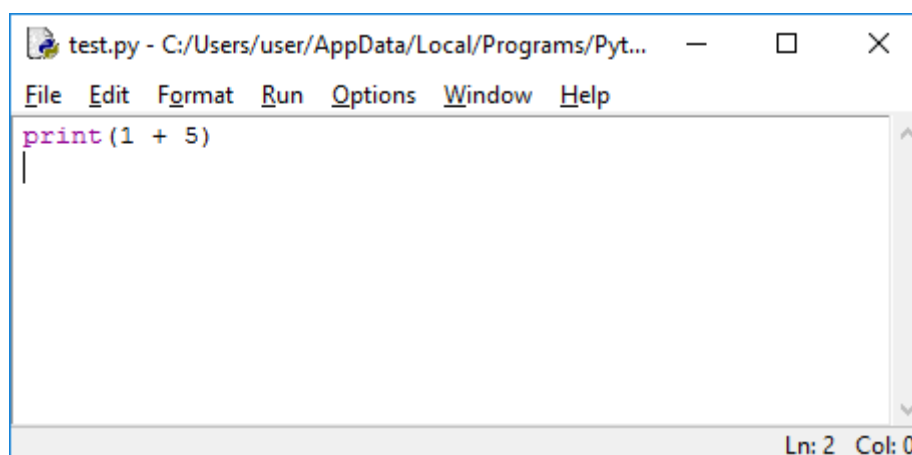 test.py - C:/Users/user/AppData/Local/Programs/Pyt...
File Edit Format Run Options Window Help
print(1 + 5)
Ln: 2 Col: 0